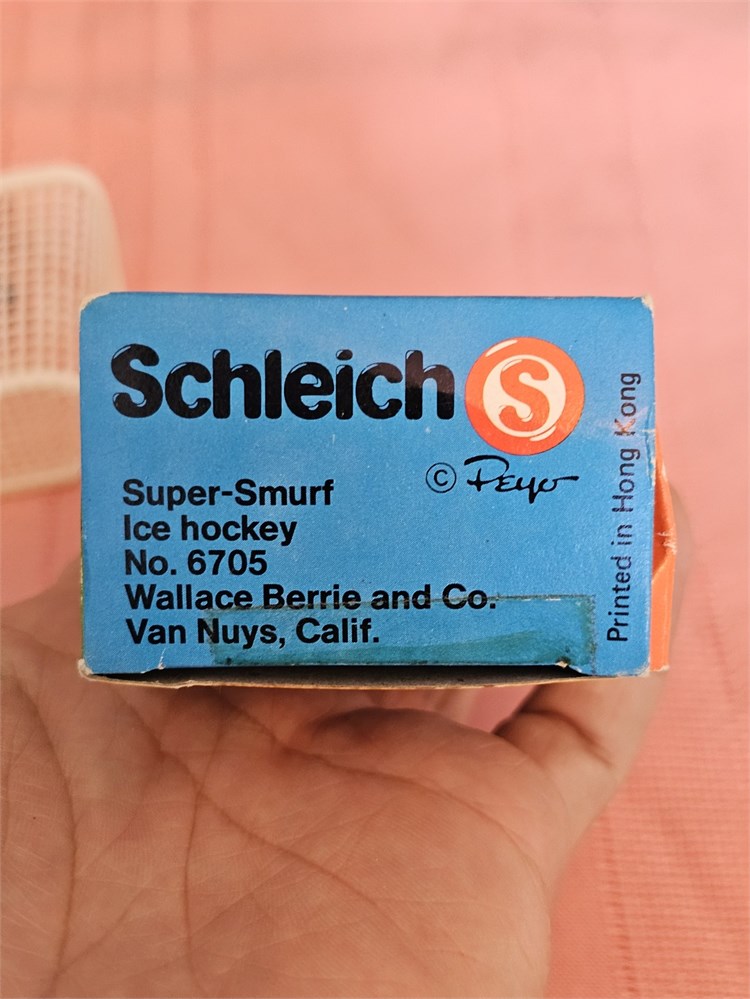 Schleich S
© Peyo
Super-Smurf
Ice hockey
No. 6705
Wallace Berrie and Co.
Van Nuys, Calif.
Printed in Hong Kong